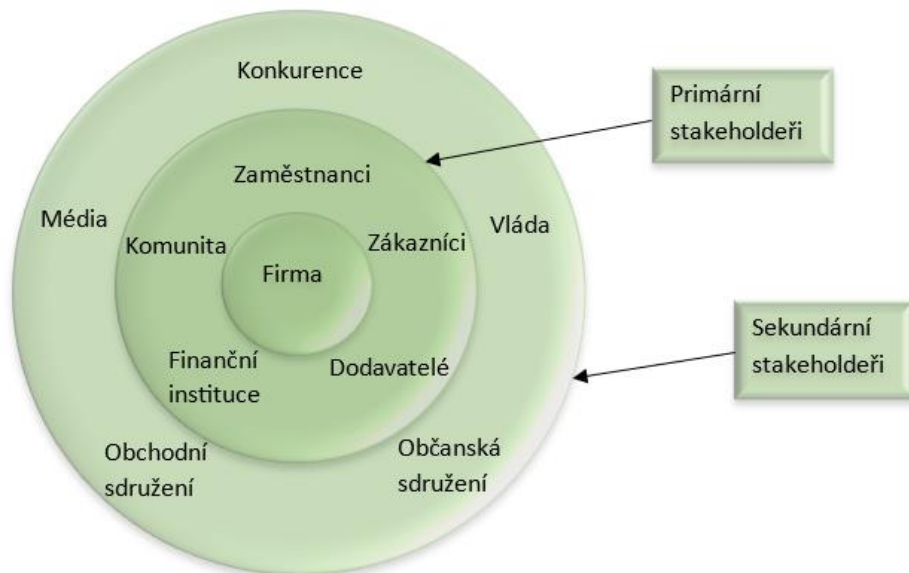 Konkurence
Primární
stakeholdeři
Zaměstnanci
Média
Komunita
Zákazníci
Vláda
Firma
Sekundární
stakeholdeři
Finanční
instituce
Dodavatelé
Obchodní
sdružení
Občanská
sdružení